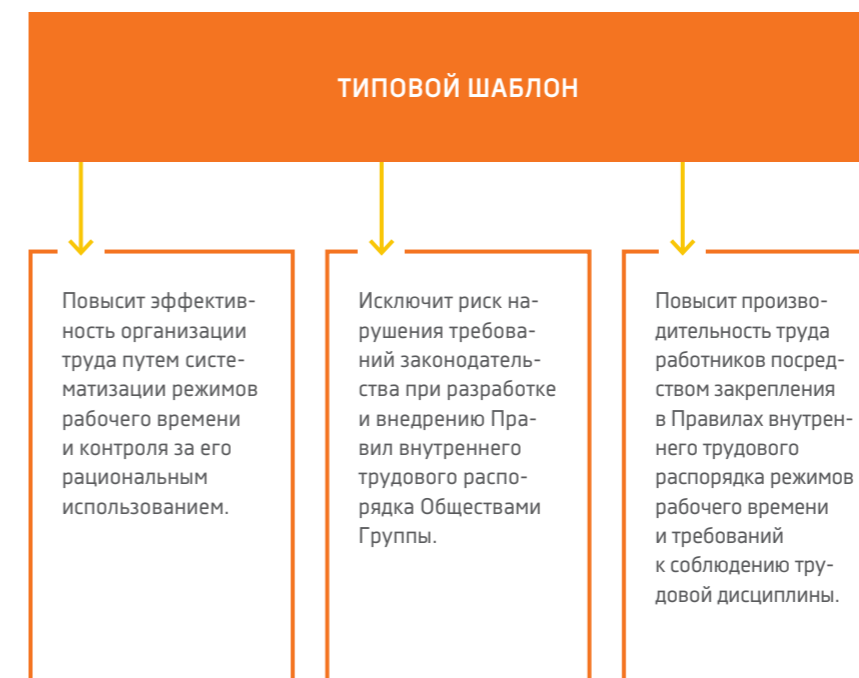 ТИПОВОЙ ШАБЛОН
Повысит эффектив-
ность организации
труда путем систе-
матизации режимов
рабочего времени
и контроля за его
рациональным
использованием.
Исключит риск на-
рушения требова-
ний законодатель-
ства при разработке
и внедрению Пра-
вил внутреннего
трудового распо-
рядка Обществами
Группы.
Повысит произво-
дительность труда
работников посред-
ством закрепления
в Правилах внутрен-
него трудового
распорядка режимов
рабочего времени
и требований
к соблюдению тру-
довой дисциплины.